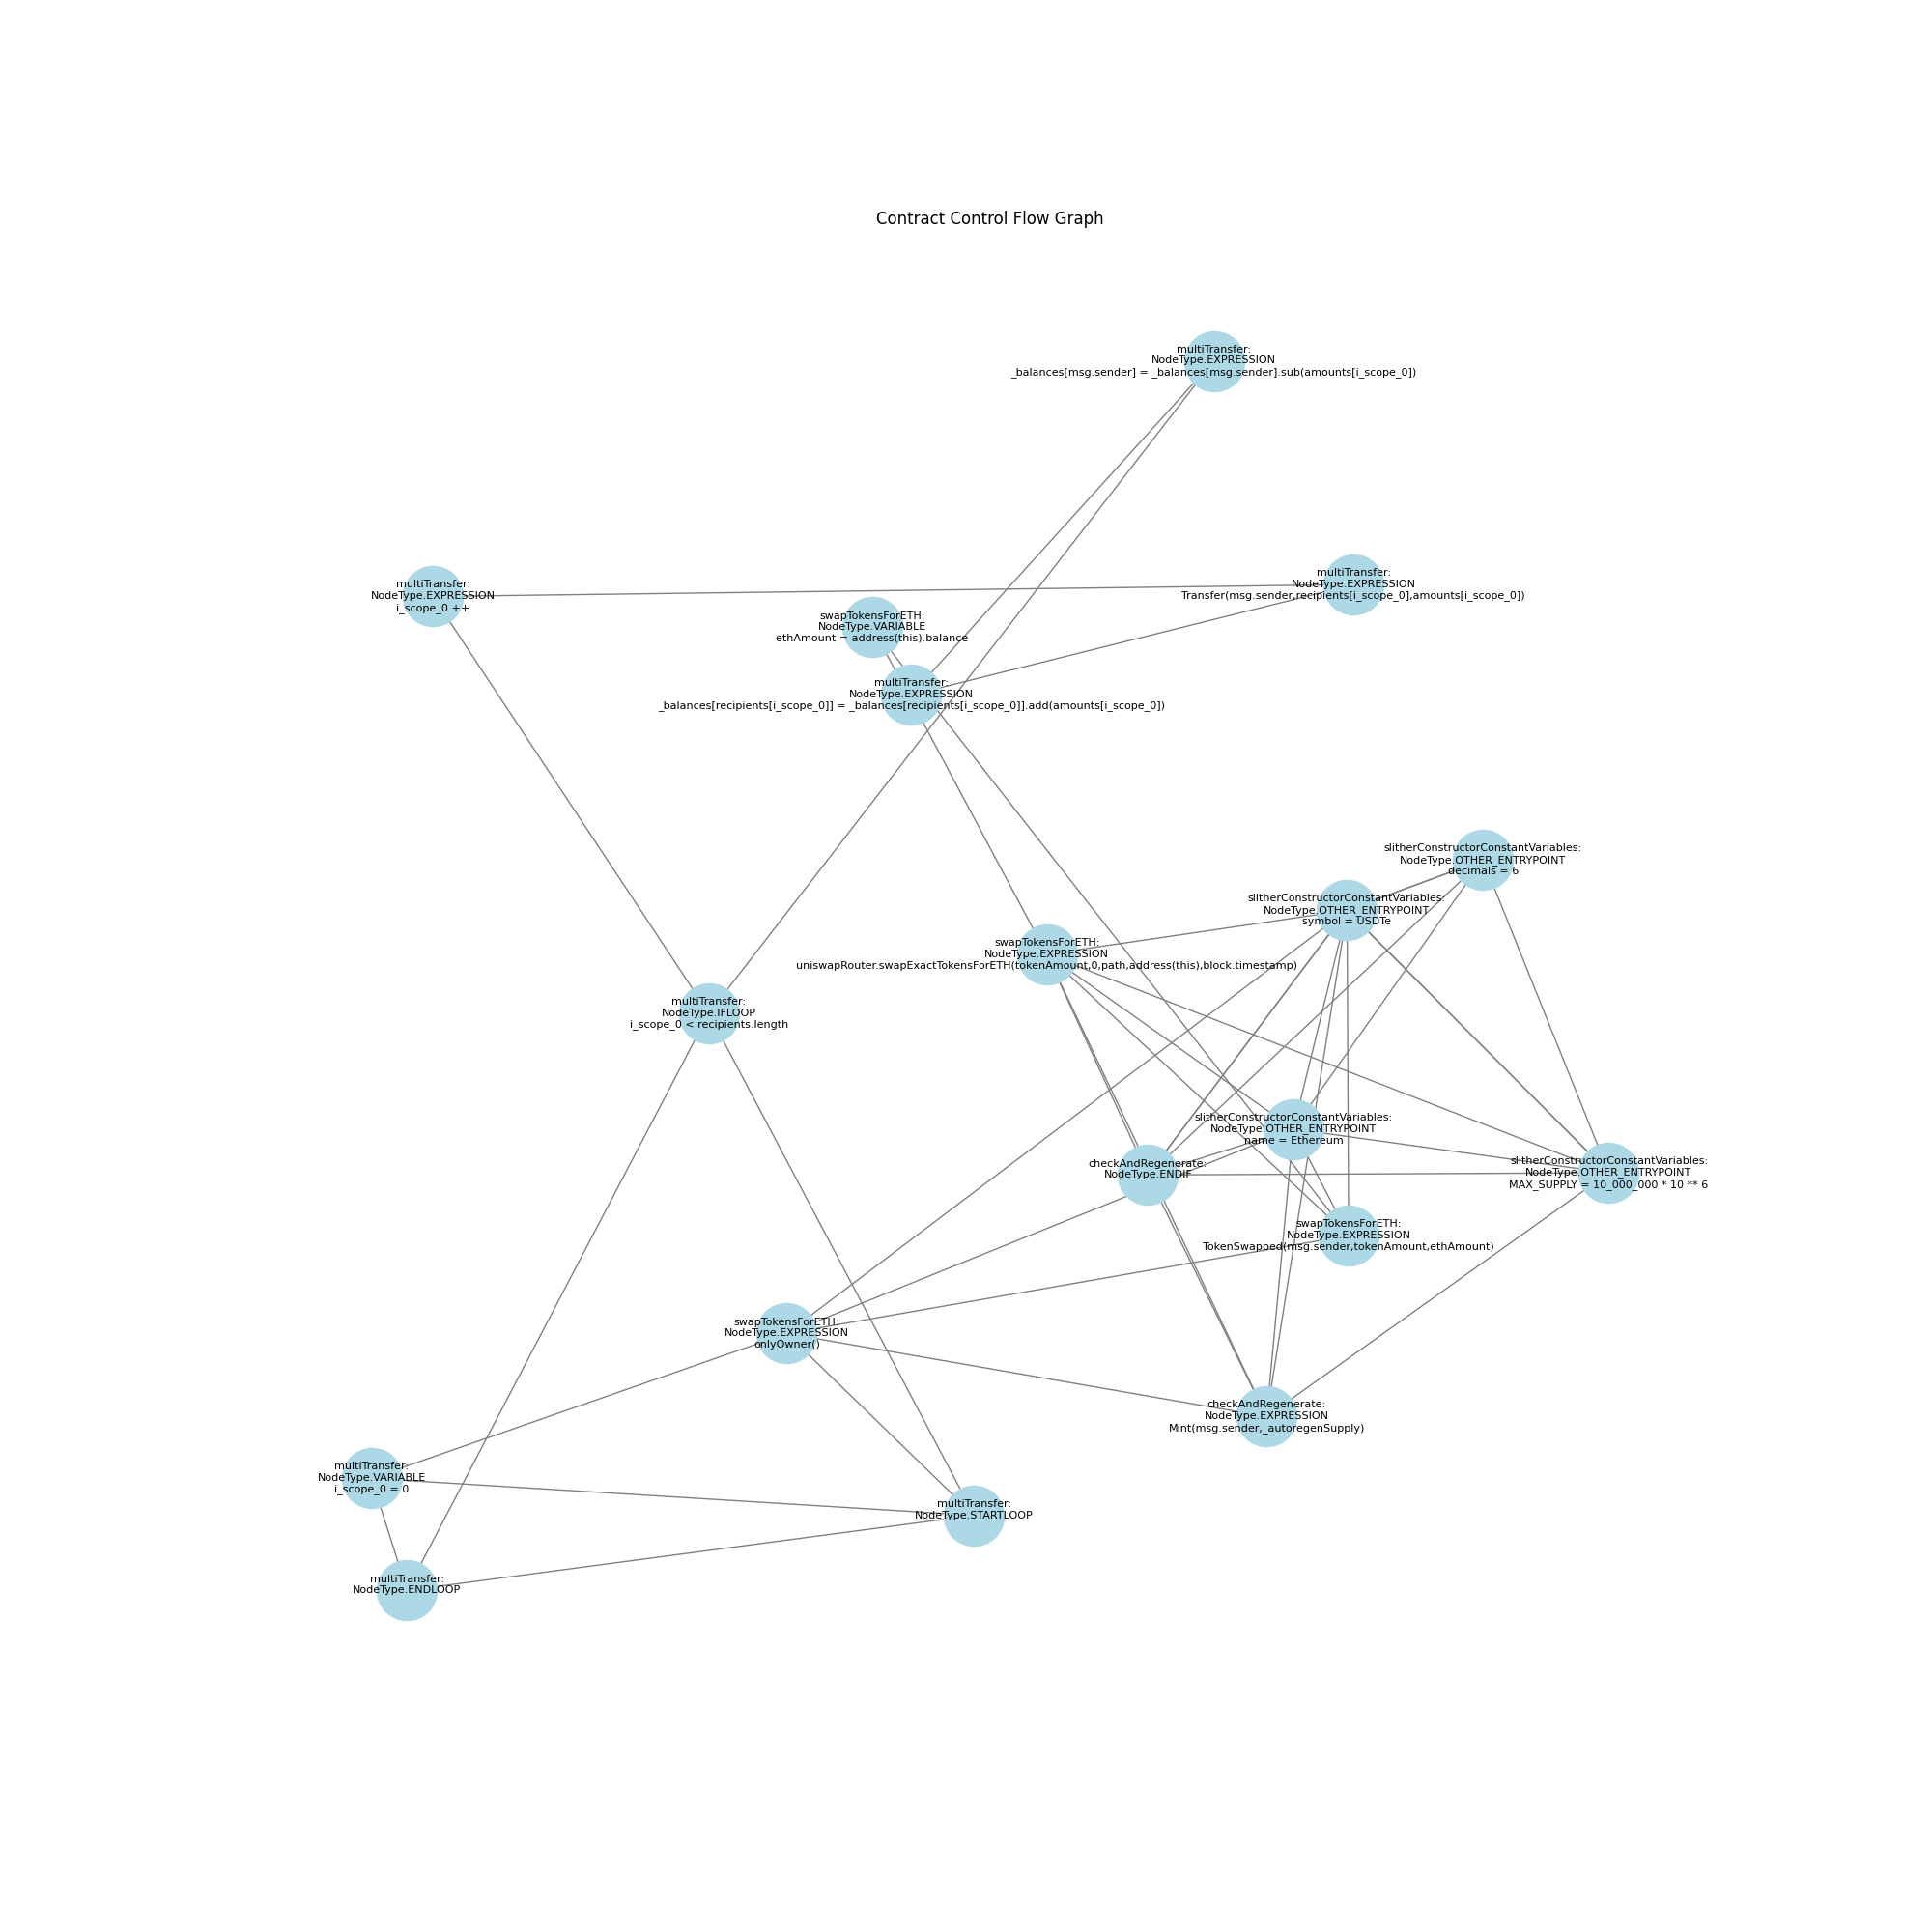 Contract Control Flow Graph
multiTransfer:
NodeType.EXPRESSION
_balances[msg.sender] = _balances[msg.sender].sub(amounts[i_scope_0])
multiTransfer:
NodeType.EXPRESSION
Transfer(msg.sender,recipients[i_scope_0],amounts[i_scope_0])
multiTransfer:
NodeType.EXPRESSION
i_scope_0 ++
swapTokensForETH:
NodeType.VARIABLE
ethAmount = address(this).balance
multiTransfer:
NodeType.EXPRESSION
_balances[recipients[i_scope_0]] = _balances[recipients[i_scope_0]].add(amounts[i_scope_0])
slitherConstructorConstantVariables:
NodeType.OTHER_ENTRYPOINT
decimals = 6
slitherConstructorConstantVariables:
NodeType.OTHER_ENTRYPOINT
symbol = USDTe
swapTokensForETH:
NodeType.EXPRESSION
uniswapRouter.swapExactTokensForETH(tokenAmount,0,path,address(this),block.timestamp)
multiTransfer:
NodeType.IFLOOP
i_scope_0 < recipients.length
slitherConstructorConstantVariables:
NodeType.OTHER_ENTRYPOINT
name = Ethereum
checkAndRegenerate:
NodeType.ENDIF
slitherConstructorConstantVariables:
NodeType.OTHER_ENTRYPOINT
MAX_SUPPLY = 10_000_000 * 10 ** 6
swapTokensForETH:
NodeType.EXPRESSION
TokenSwapped(msg.sender,tokenAmount,ethAmount)
swapTokensForETH:
NodeType.EXPRESSION
onlyOwner()
checkAndRegenerate:
NodeType.EXPRESSION
Mint(msg.sender,_autoregenSupply)
multiTransfer:
NodeType.VARIABLE
i_scope_0 = 0
multiTransfer:
NodeType.STARTLOOP
multiTransfer:
NodeType.ENDLOOP